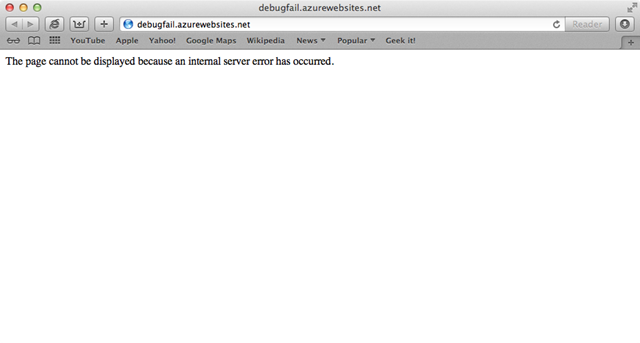 debugfail.azurewebsites.net
debugfail.azurewebsites.net
Reader
YouTube Apple Yahoo! Google Maps Wikipedia News Popular Geek it!
The page cannot be displayed because an internal server error has occurred.